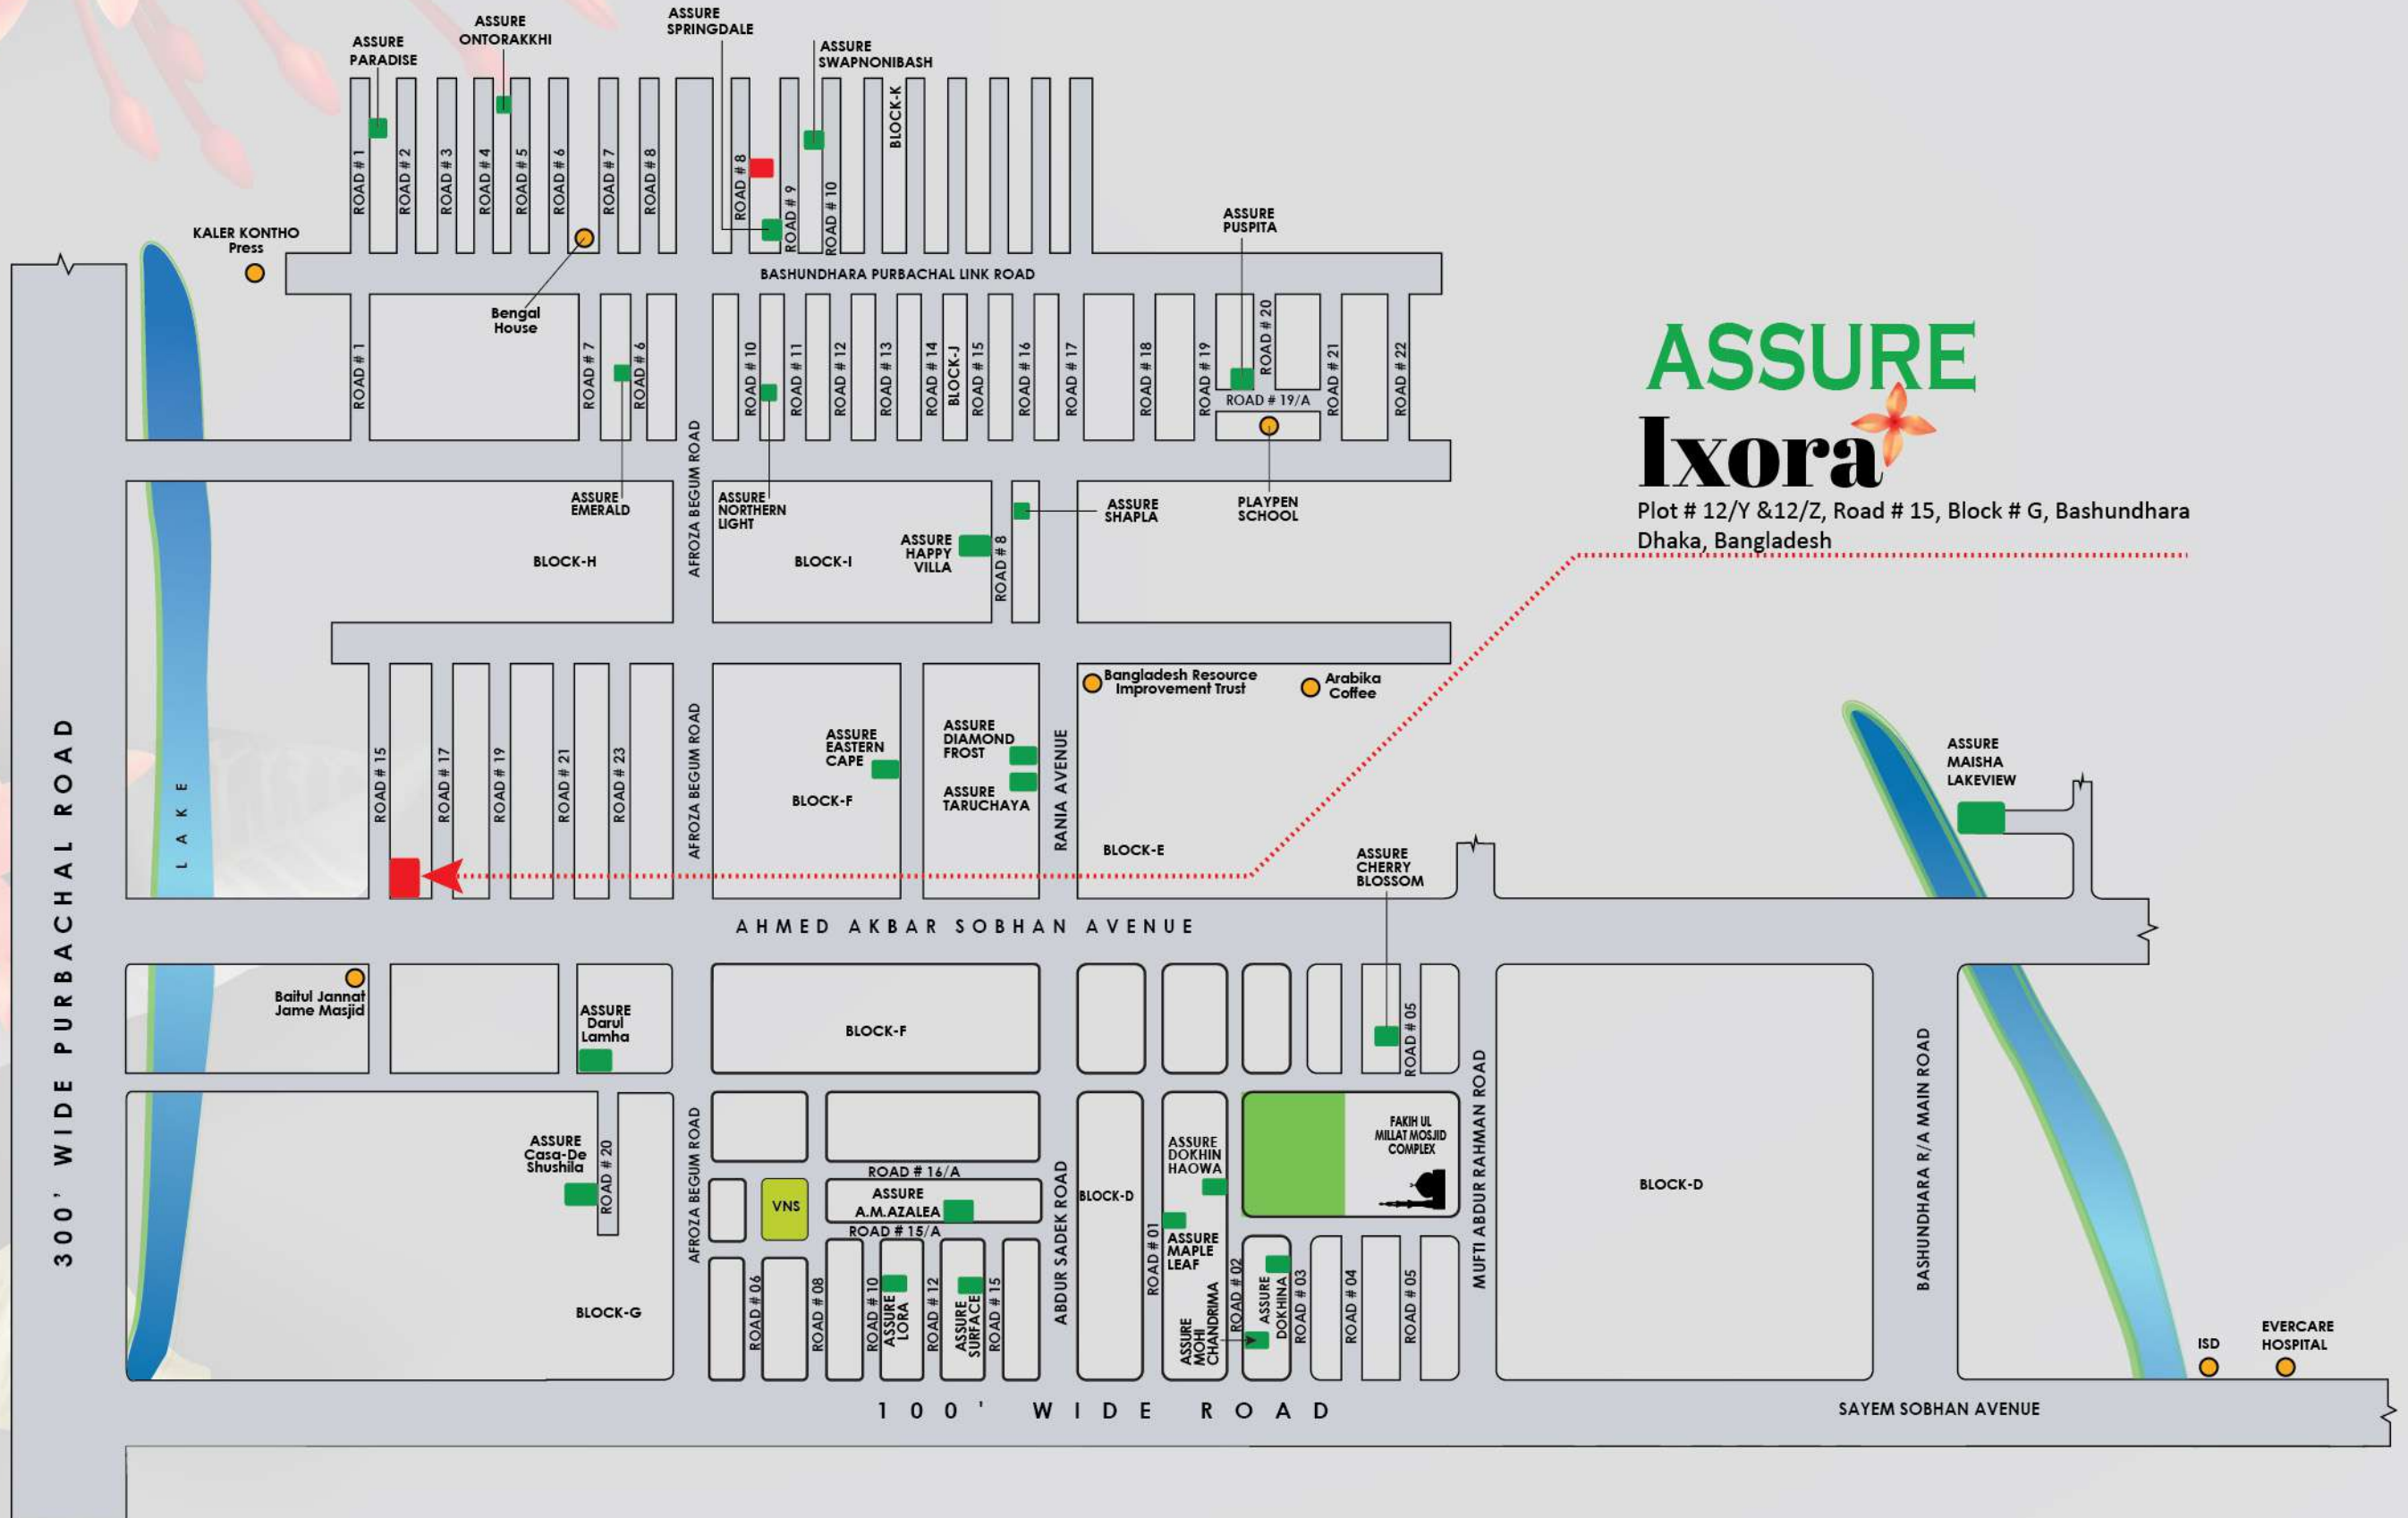 ASSURE
SPRINGDALE
ASSURE
ONTORAKKHI
ASSURE
PARADISE
ASSURE
SWAPNONIBASH
BLOCK-K
ROAD # 1
ROAD # 2
ROAD # 3
ROAD # 4
ROAD # 5
ROAD # 6
ROAD # 7
ROAD # 8
ROAD # 8
ROAD # 9
ROAD # 10
KALER KONTHO
Press
ASSURE
PUSPITA
BASHUNDHARA PURBACHAL LINK ROAD
Bengal
House
ROAD # 1
ROAD # 7
ROAD # 6
ROAD # 10
ROAD # 11
ROAD # 12
ROAD # 13
ROAD # 14
BLOCK-J
ROAD # 15
ROAD # 16
ROAD # 17
ROAD # 18
ROAD # 19
ROAD # 20
ROAD # 19/A
ROAD # 21
ROAD # 22
ASSURE
Ixora
Plot # 12/Y &12/Z, Road # 15, Block # G, Bashundhara
Dhaka, Bangladesh
ASSURE
EMERALD
AFROZA BEGUM ROAD
ASSURE
NORTHERN
LIGHT
ASSURE
SHAPLA
PLAYPEN
SCHOOL
BLOCK-H
BLOCK-I
ASSURE
HAPPY
VILLA
ROAD # 8
Bangladesh Resource
Improvement Trust
Arabika
Coffee
300' WIDE PURBACHAL ROAD
LAKE
ROAD # 15
ROAD # 17
ROAD # 19
ROAD # 21
ROAD # 23
AFROZA BEGUM ROAD
ASSURE
EASTERN
CAPE
BLOCK-F
ASSURE
DIAMOND
FROST
ASSURE
TARUCHAYA
RANIA AVENUE
BLOCK-E
ASSURE
CHERRY
BLOSSOM
ASSURE
MAISHA
LAKEVIEW
AHMED AKBAR SOBHAN AVENUE
Baitul Jannat
Jame Masjid
ASSURE
Darul
Lamha
BLOCK-F
ROAD # 05
ASSURE
Casa-De
Shushila
ROAD # 20
AFROZA BEGUM ROAD
BLOCK-G
ROAD # 16/A
VNS
ASSURE
A.M.AZALEA
ROAD # 15/A
ROAD # 06
ROAD # 08
ROAD # 10
ASSURE
LORA
ROAD # 12
ASSURE
SURFACE
ROAD # 15
ABDUR SADEK ROAD
BLOCK-D
ROAD # 01
ASSURE
DOKHIN
HAOWA
ASSURE
MAPLE
LEAF
ASSURE
MOHI
CHANDRIMA
ROAD # 02
ASSURE
DOKHINA
ROAD # 03
ROAD # 04
ROAD # 05
FAKIH UL
MILLAT MOSJID
COMPLEX
MUFTI ABDUR RAHMAN ROAD
BLOCK-D
BASHUNDHARA R/A MAIN ROAD
ISD
EVERCARE
HOSPITAL
100' WIDE ROAD
SAYEM SOBHAN AVENUE